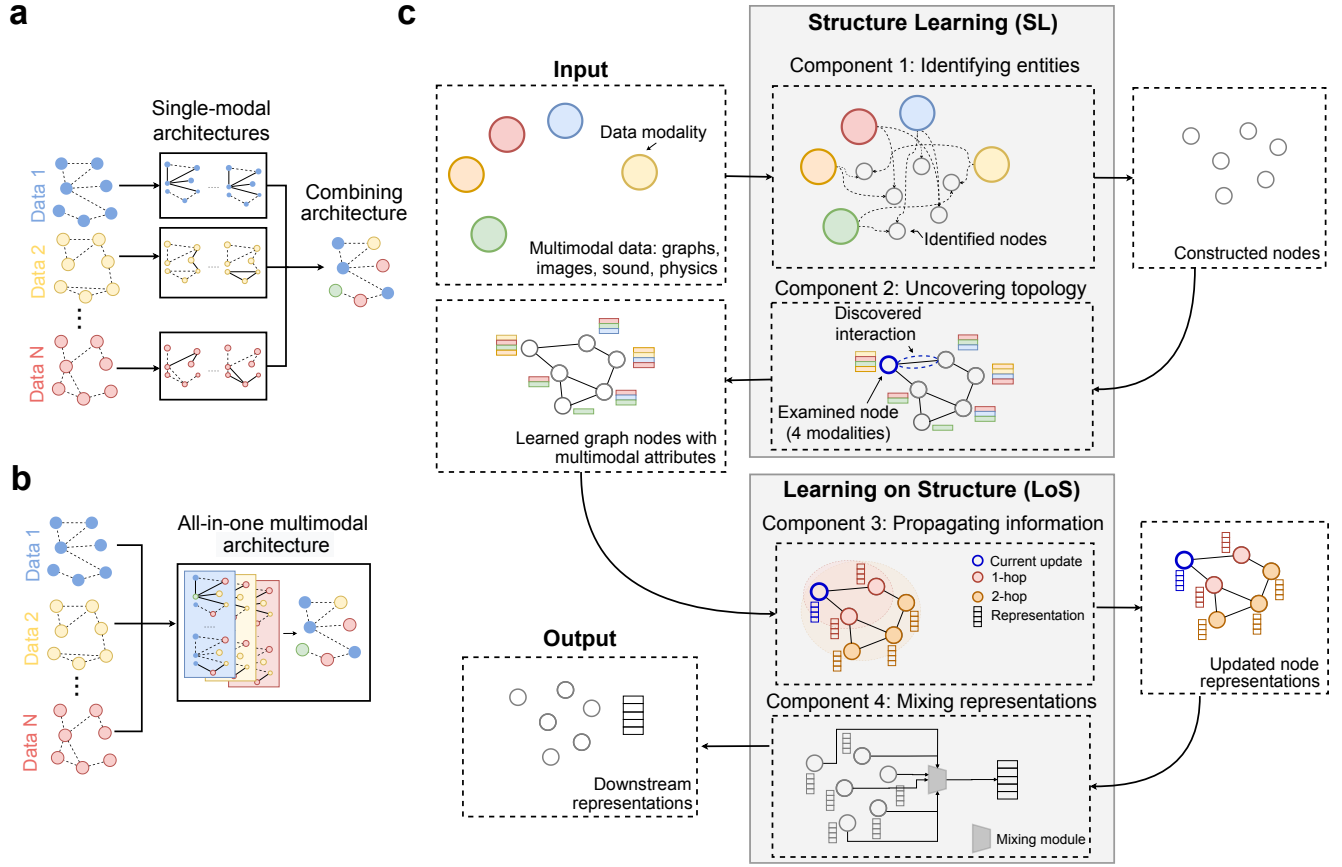 a
Single-modal
architectures
Data 1
Data 2
Data N
Combining
architecture
b
All-in-one multimodal
architecture
Data 1
Data 2
Data N
c
Input
Data modality
Multimodal data: graphs,
images, sound, physics
Structure Learning (SL)
Component 1: Identifying entities
Identified nodes
Constructed nodes
Component 2: Uncovering topology
Discovered
interaction
Examined node
(4 modalities)
Learned graph nodes with
multimodal attributes
Learning on Structure (LoS)
Component 3: Propagating information
Current update
1-hop
2-hop
Representation
Updated node
representations
Component 4: Mixing representations
Mixing module
Output
Downstream
representations